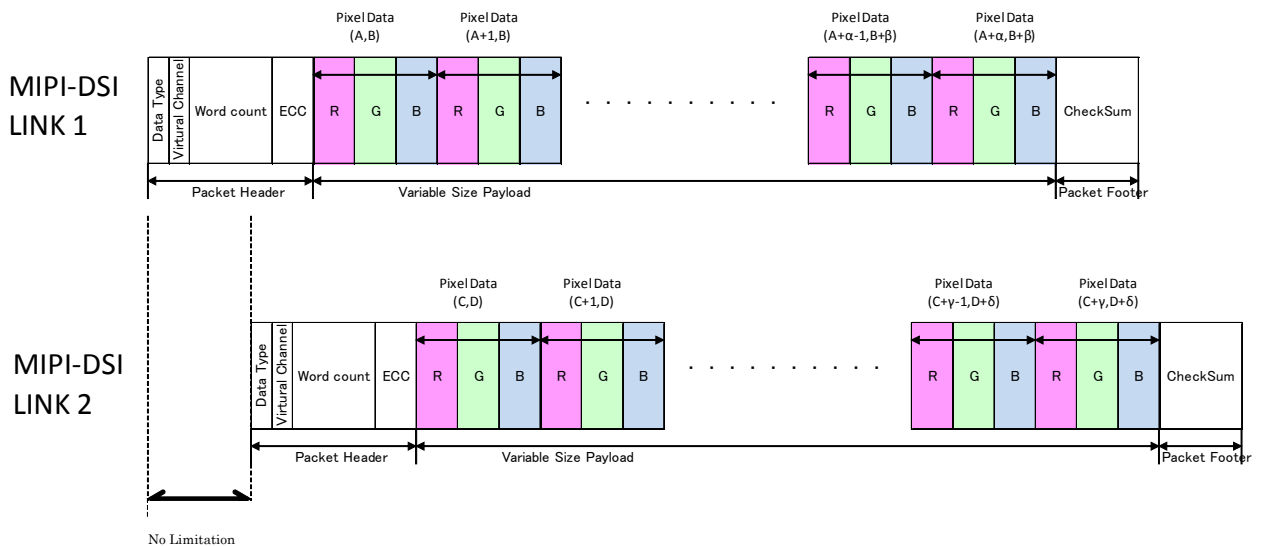 Pixel Data
(A,B)
Pixel Data
(A+1,B)
Pixel Data
(A+α-1,B+β)
Pixel Data
(A+α,B+β)
MIPI-DSI
LINK 1
Data Type
Virtural Channel
Word count
ECC
R
G
B
R
G
B
. . . . . . . . . .
R
G
B
R
G
B
CheckSum
Packet Header
Variable Size Payload
Packet Footer
Pixel Data
(C,D)
Pixel Data
(C+1,D)
Pixel Data
(C+γ-1,D+δ)
Pixel Data
(C+γ,D+δ)
MIPI-DSI
LINK 2
Data Type
Virtural Channel
Word count
ECC
R
G
B
R
G
B
. . . . . . . . . .
R
G
B
R
G
B
CheckSum
Packet Header
Variable Size Payload
Packet Footer
No Limitation